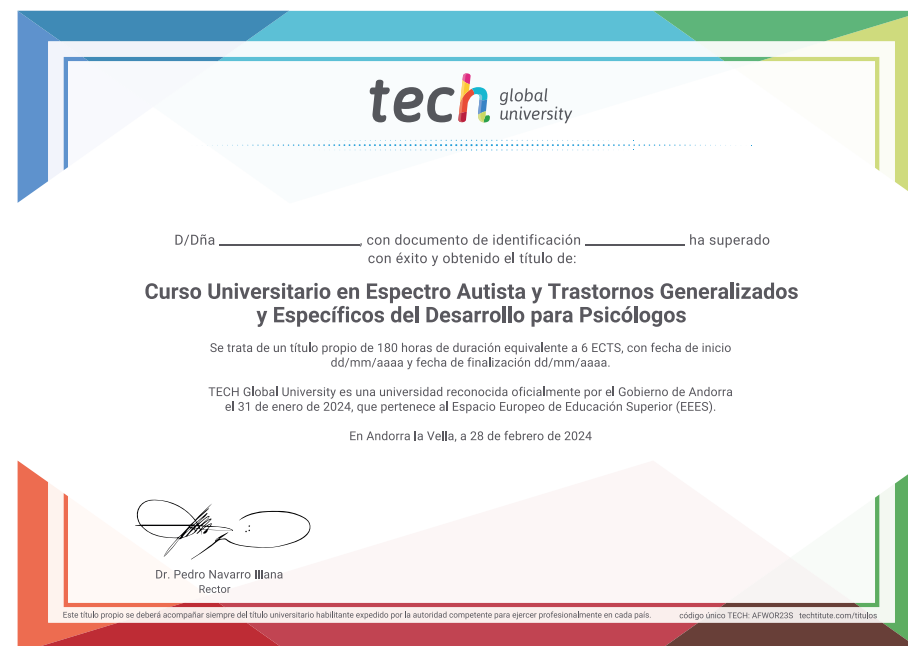 tech global university
D/Dña ____________, con documento de identificación ____________ ha superado
con éxito y obtenido el título de:
Curso Universitario en Espectro Autista y Trastornos Generalizados
y Específicos del Desarrollo para Psicólogos
Se trata de un título propio de 180 horas de duración equivalente a 6 ECTS, con fecha de inicio
dd/mm/aaaa y fecha de finalización dd/mm/aaaa.
TECH Global University es una universidad reconocida oficialmente por el Gobierno de Andorra
el 31 de enero de 2024, que pertenece al Espacio Europeo de Educación Superior (EEES).
En Andorra la Vella, a 28 de febrero de 2024
Dr. Pedro Navarro Illana
Rector
Este título propio se deberá acompañar siempre del título universitario habilitante expedido por la autoridad competente para ejercer profesionalmente en cada país.
código único TECH: AFWOR23S techtitute.com/titulos